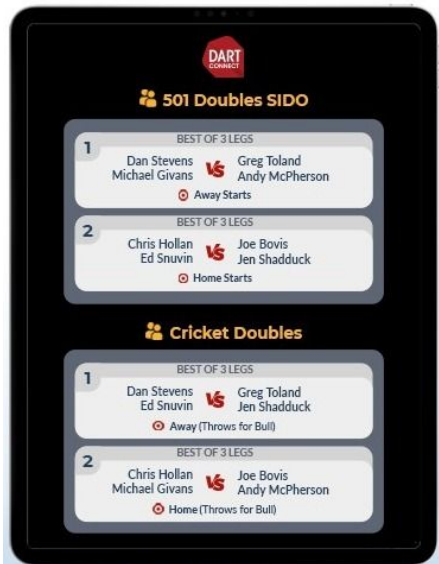 DART
CONNECT
501 Doubles SIDO
BEST OF 3 LEGS
1
Dan Stevens
Michael Givans
VS
Greg Toland
Andy McPherson
Away Starts
BEST OF 3 LEGS
2
Chris Hollan
Ed Snuvin
VS
Joe Bovis
Jen Shadduck
Home Starts
Cricket Doubles
BEST OF 3 LEGS
1
Dan Stevens
Ed Snuvin
VS
Greg Toland
Jen Shadduck
Away (Throws for Bull)
BEST OF 3 LEGS
2
Chris Hollan
Michael Givans
VS
Joe Bovis
Andy McPherson
Home (Throws for Bull)